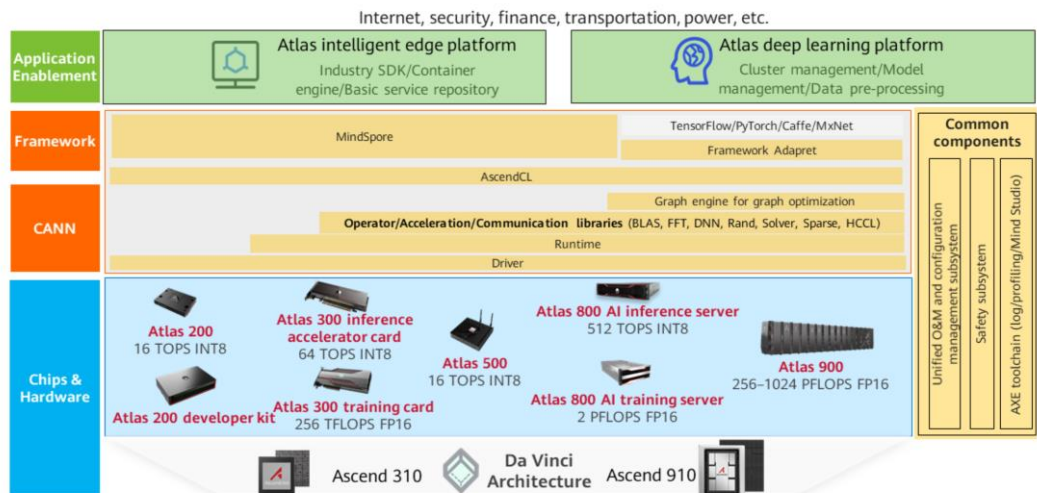 Internet, security, finance, transportation, power, etc.
Application
Enablement
Atlas intelligent edge platform
Industry SDK/Container
engine/Basic service repository
Atlas deep learning platform
Cluster management/Model
management/Data pre-processing
Framework
MindSpore
TensorFlow/PyTorch/Caffe/MxNet
Framework Adapret
AscendCL
CANN
Graph engine for graph optimization
Operator/Acceleration/Communication libraries (BLAS, FFT, DNN, Rand, Solver, Sparse, HCCL)
Runtime
Driver
Common
components
Unified O&M and configuration
management subsystem
Safety subsystem
AXE toolchain (log/profiling/Mind Studio)
Chips &
Hardware
Atlas 200
16 TOPS INT8
Atlas 200 developer kit
Atlas 300 inference
accelerator card
64 TOPS INT8
Atlas 300 training card
256 TFLOPS FP16
Atlas 500
16 TOPS INT8
Atlas 800 AI inference server
512 TOPS INT8
Atlas 800 AI training server
2 PFLOPS FP16
Atlas 900
256–1024 PFLOPS FP16
Ascend 310
Da Vinci
Architecture
Ascend 910